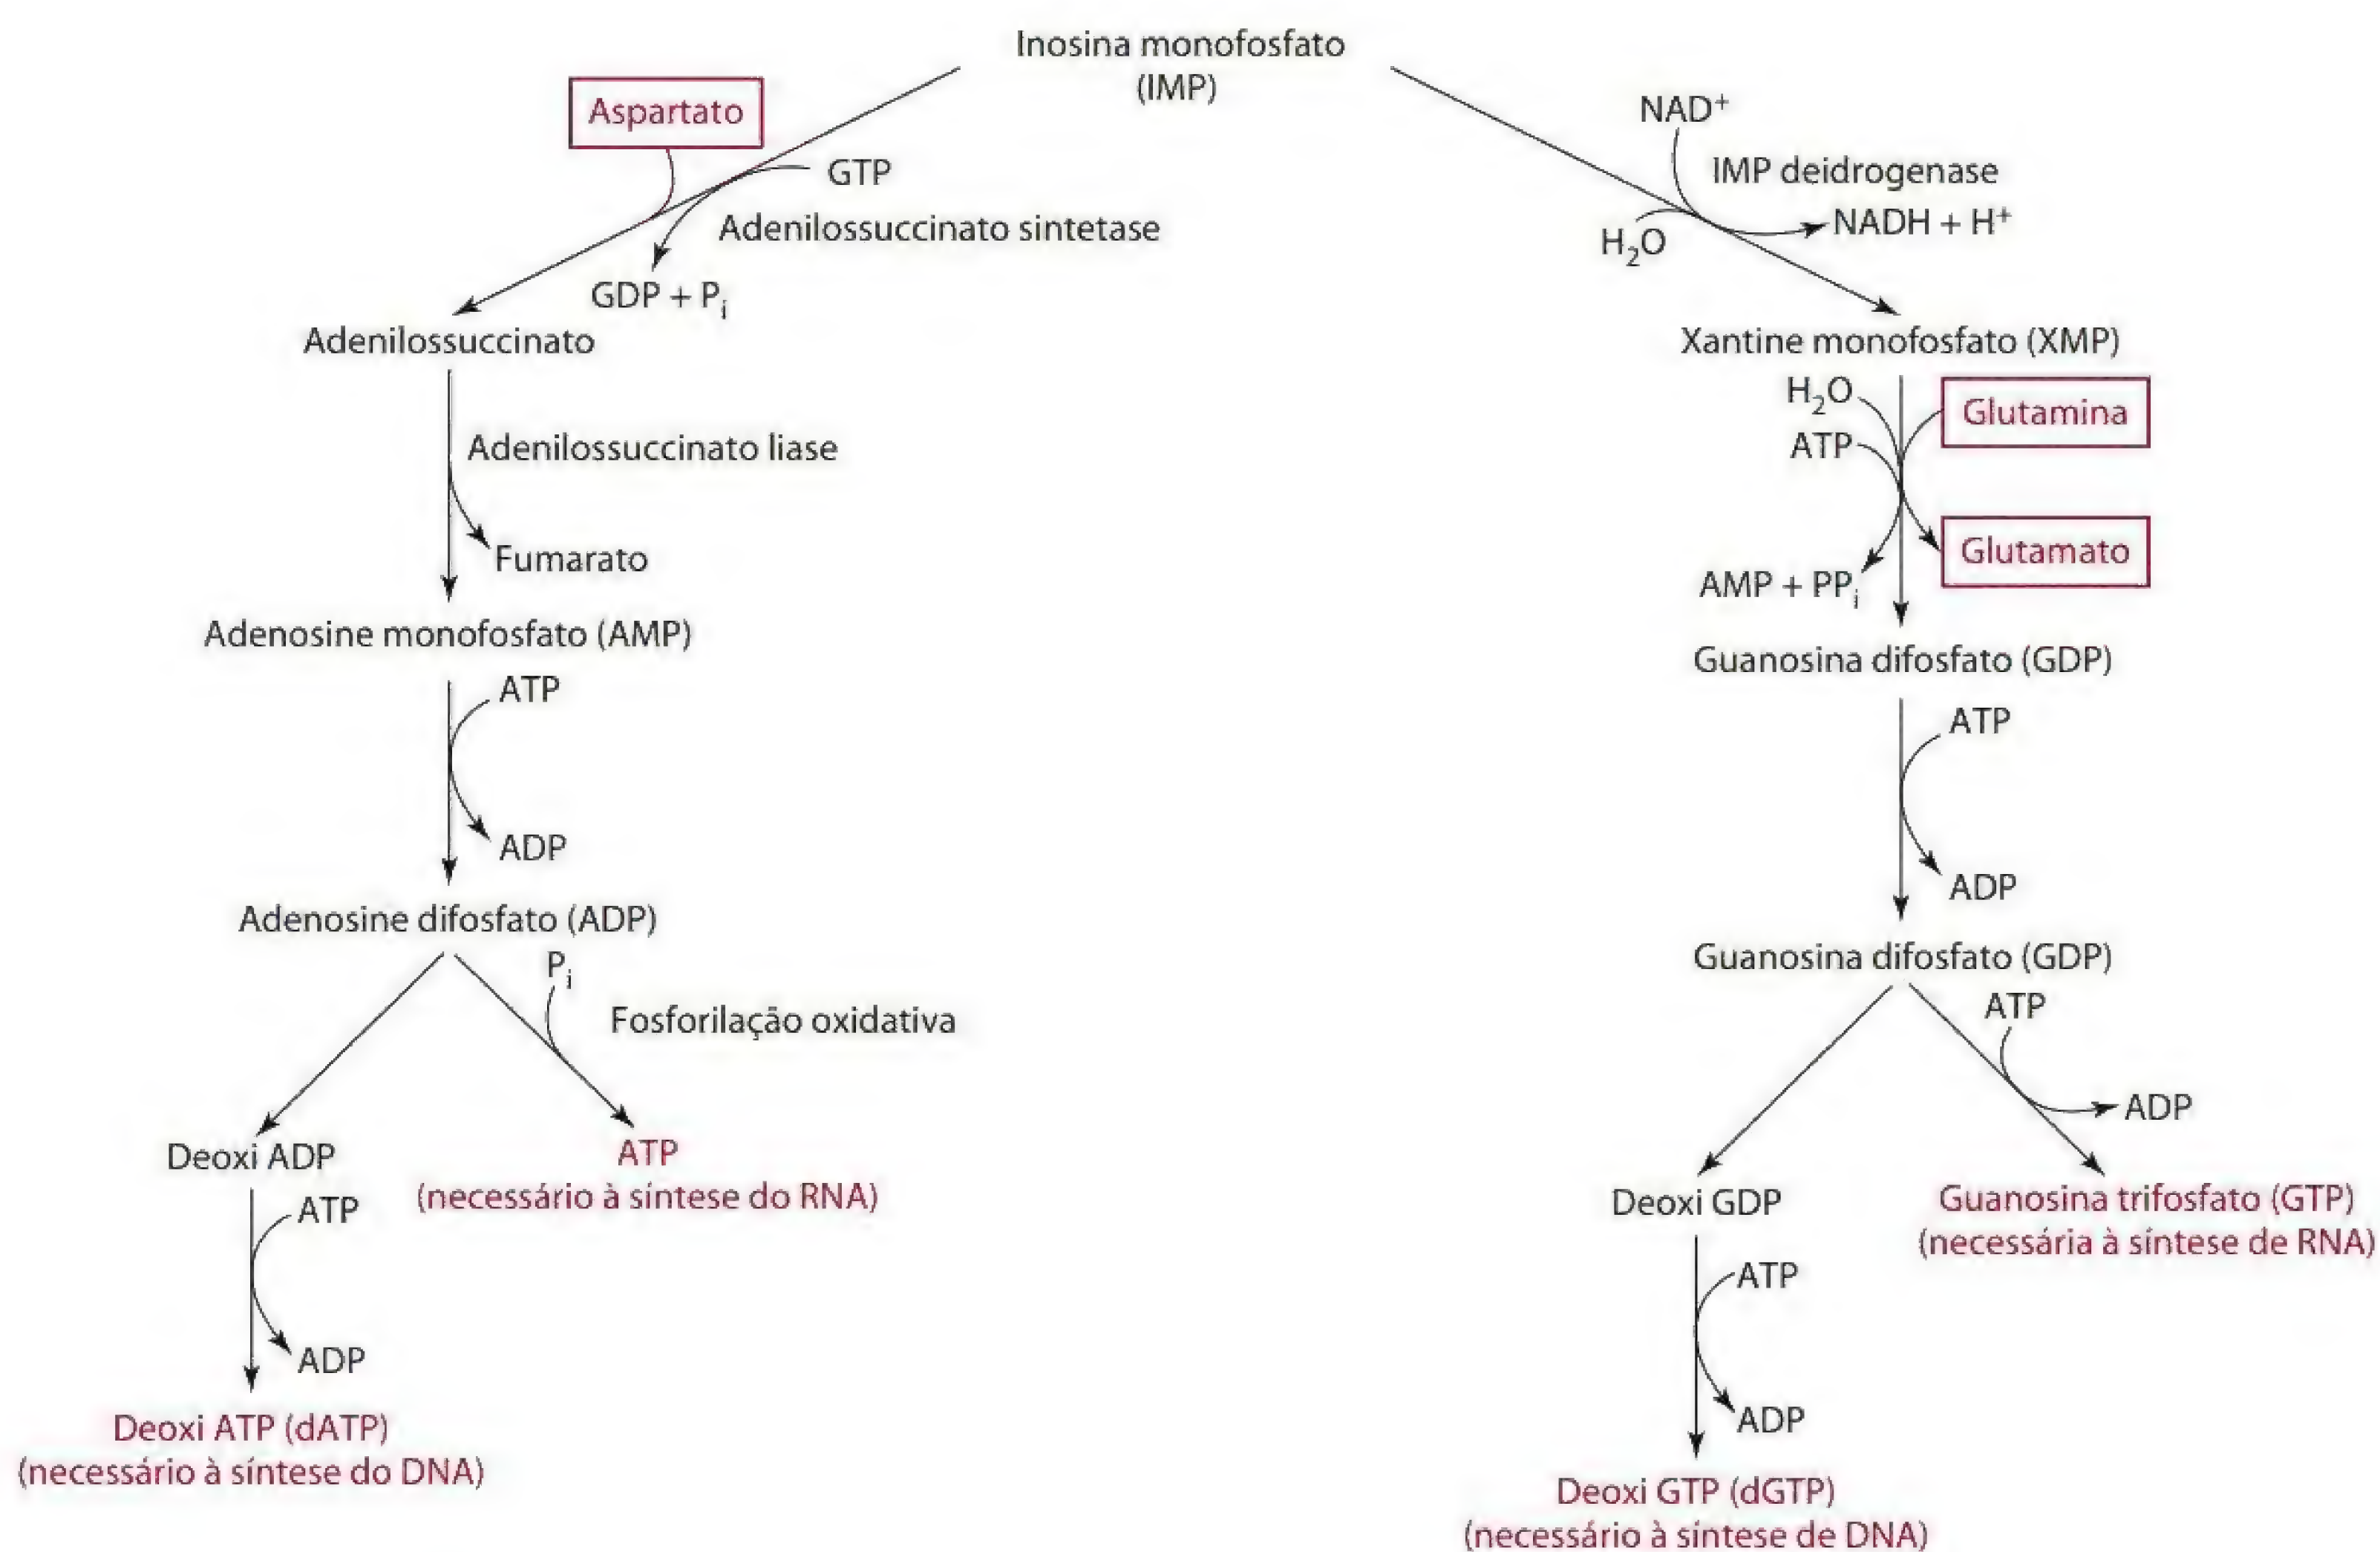 Inosina monofosfato
(IMP)
Aspartato
GTP
Adenilossuccinato sintetase
GDP + Pi
Adenilossuccinato
Adenilossuccinato liase
Fumarato
Adenosine monofosfato (AMP)
ATP
ADP
Adenosine difosfato (ADP)
Pi
Fosforilação oxidativa
Deoxi ADP
ATP
(necessário à síntese do RNA)
ATP
ADP
Deoxi ATP (dATP)
(necessário à síntese do DNA)
NAD+
IMP deidrogenase
H2O
NADH + H+
Xantine monofosfato (XMP)
H2O
Glutamina
ATP
Glutamato
AMP + PPi
Guanosina difosfato (GDP)
ATP
ADP
Guanosina difosfato (GDP)
ATP
ADP
Deoxi GDP
Guanosina trifosfato (GTP)
(necessária à síntese de RNA)
ATP
ADP
Deoxi GTP (dGTP)
(necessário à síntese de DNA)